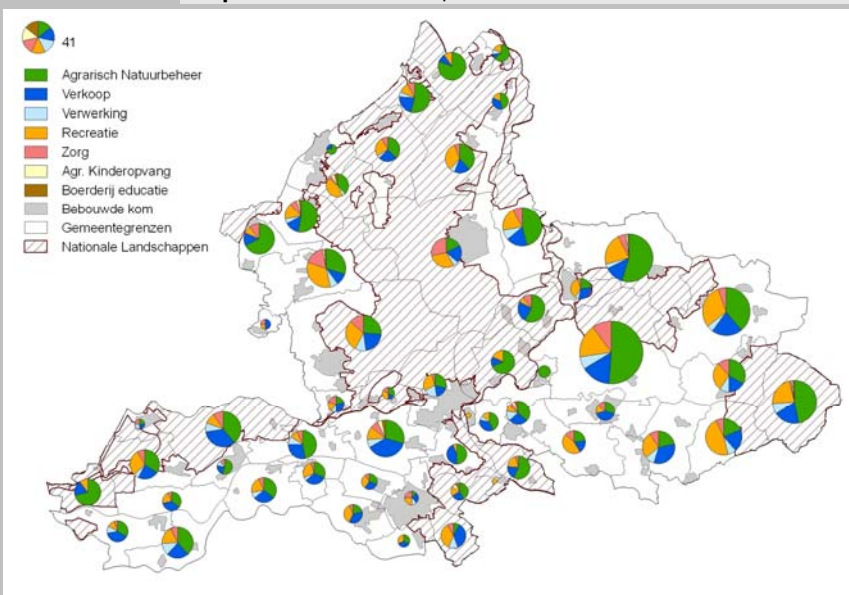 41
Agrarisch Natuurbeheer
Verkoop
Verwerking
Recreatie
Zorg
Agr. Kinderopvang
Boerderij educatie
Bebouwde kom
Gemeentegrenzen
Nationale Landschappen